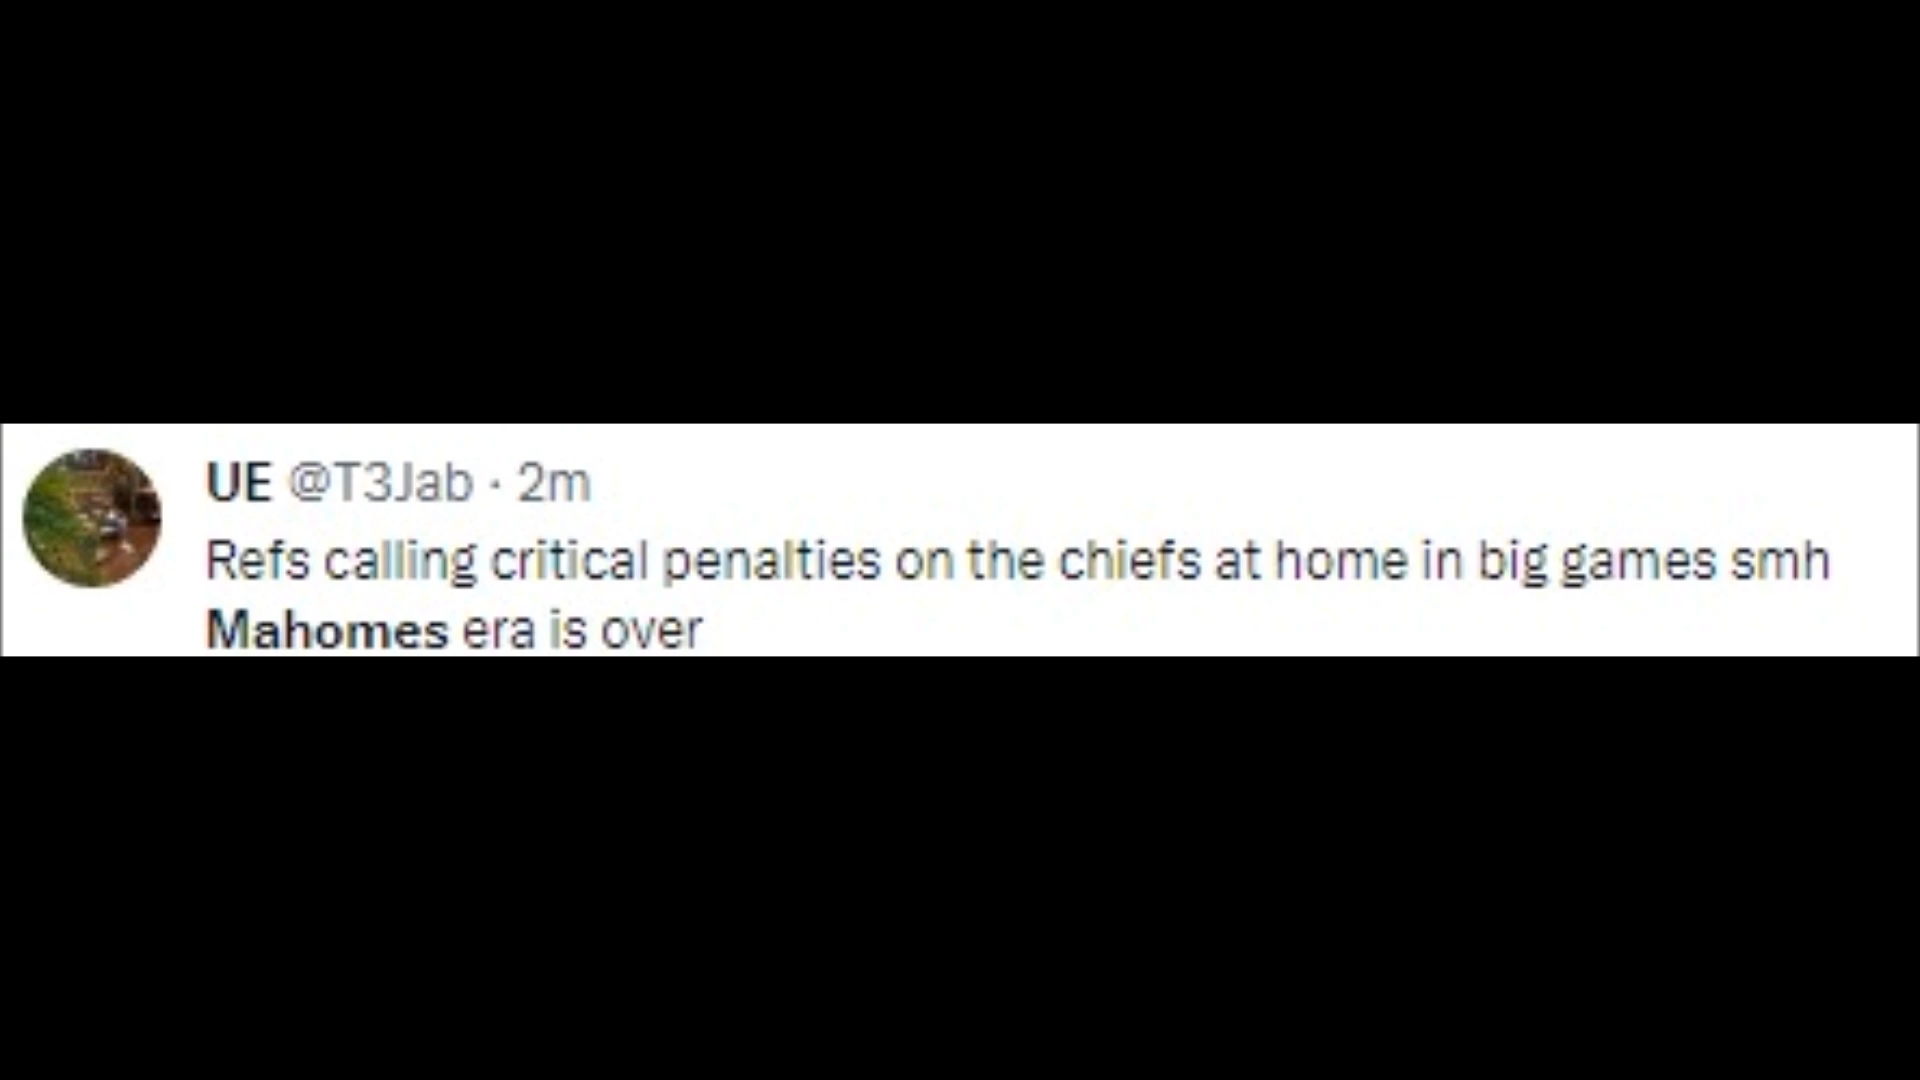 UE @T3Jab · 2m
Refs calling critical penalties on the chiefs at home in big games smh
Mahomes era is over